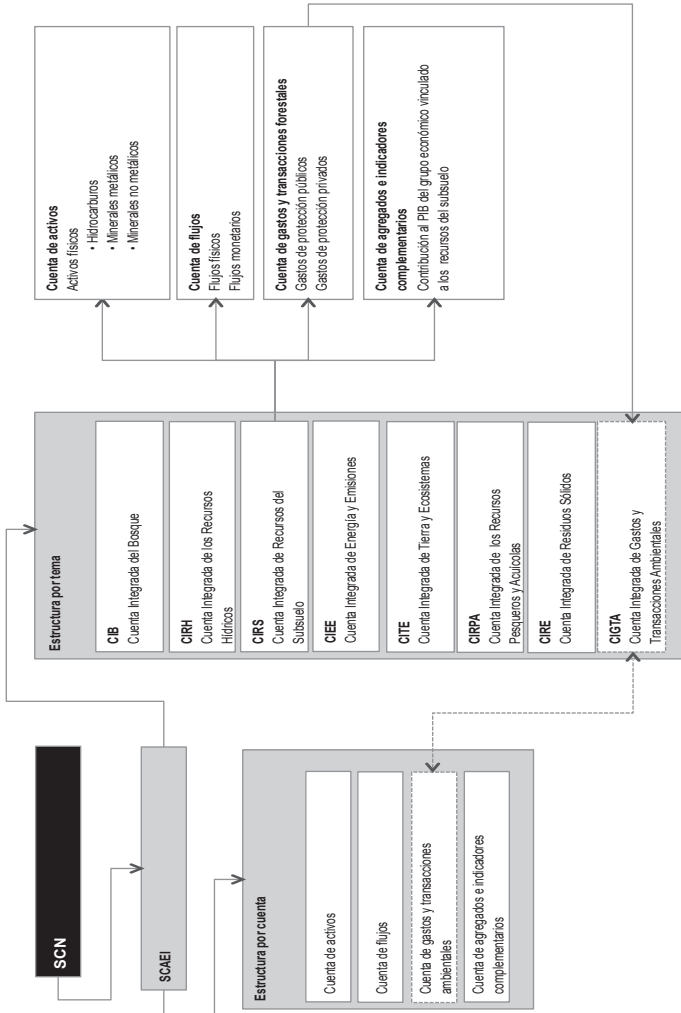 SCN
SCAEI
Estructura por cuenta
Cuenta de activos
Cuenta de flujos
Cuenta de gastos y transacciones
ambientales
Cuenta de agregados e indicadores
complementarios
Estructura por tema
CIB
Cuenta Integrada del Bosque
CIRH
Cuenta Integrada de los Recursos
Hídricos
CIRS
Cuenta Integrada de Recursos del
Subsuelo
CIEE
Cuenta Integrada de Energía y Emisiones
CITE
Cuenta Integrada de Tierra y Ecosistemas
CIRPA
Cuenta Integrada de los Recursos
Pesqueros y Acuícolas
CIRE
Cuenta Integrada de Residuos Sólidos
CIGTA
Cuenta Integrada de Gastos y
Transacciones Ambientales
Cuenta de activos
Activos físicos
• Hidrocarburos
• Minerales metálicos
• Minerales no metálicos
Cuenta de flujos
Flujos físicos
Flujos monetarios
Cuenta de gastos y transacciones forestales
Gastos de protección públicos
Gastos de protección privados
Cuenta de agregados e indicadores
complementarios
Contribución al PIB del grupo económico vinculado
a los recursos del subsuelo